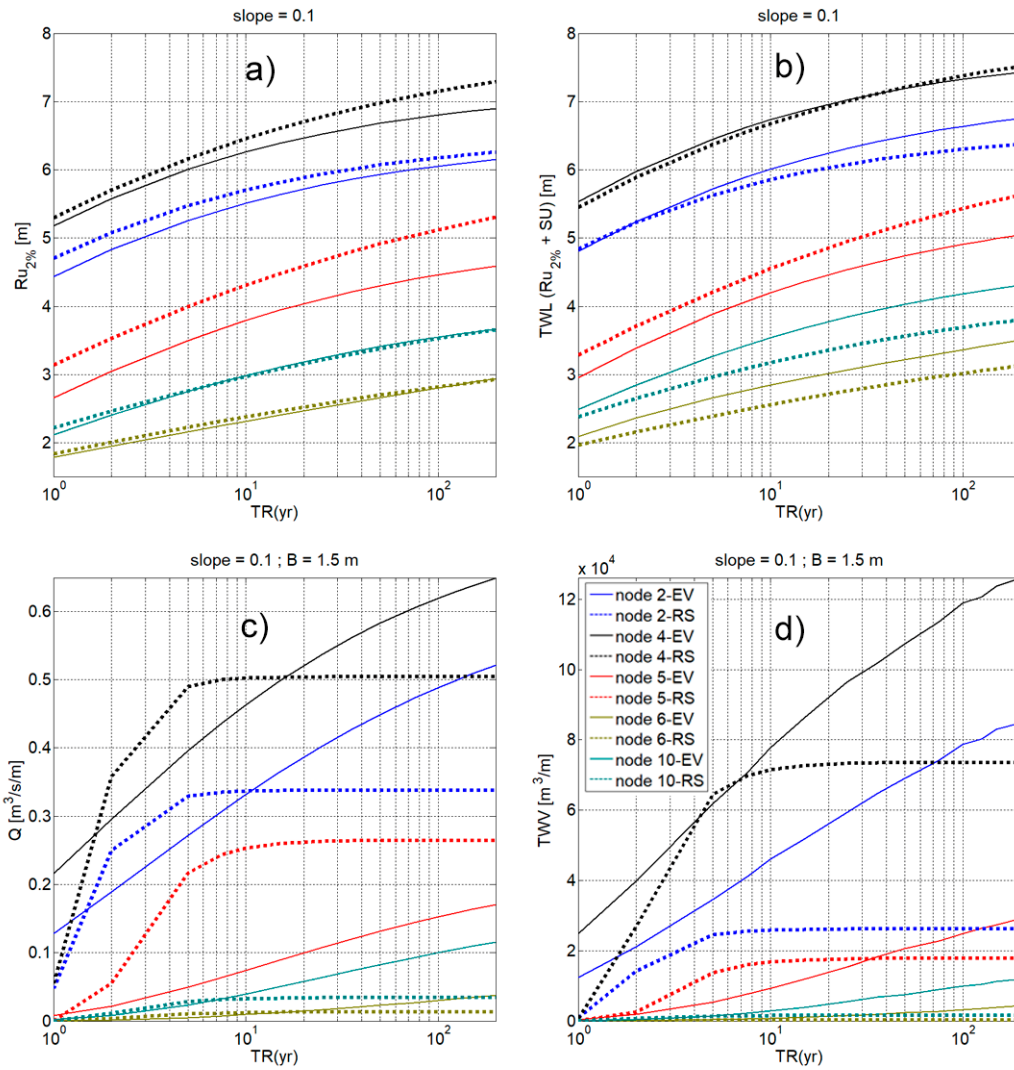 slope = 0.1
a)
8
7
6
5
4
3
2
Ru2% [m]
10^0
10^1
10^2
TR(yr)
slope = 0.1
b)
8
7
6
5
4
3
2
TWL (Ru2% + SU) [m]
10^0
10^1
10^2
TR(yr)
slope = 0.1 ; B = 1.5 m
c)
0.6
0.5
0.4
0.3
0.2
0.1
0
Q [m^3/s/m]
10^0
10^1
10^2
TR(yr)
slope = 0.1 ; B = 1.5 m
x 10^4
d)
12
10
8
6
4
2
0
TWV [m^3/m]
node 2-EV
node 2-RS
node 4-EV
node 4-RS
node 5-EV
node 5-RS
node 6-EV
node 6-RS
node 10-EV
node 10-RS
10^0
10^1
10^2
TR(yr)